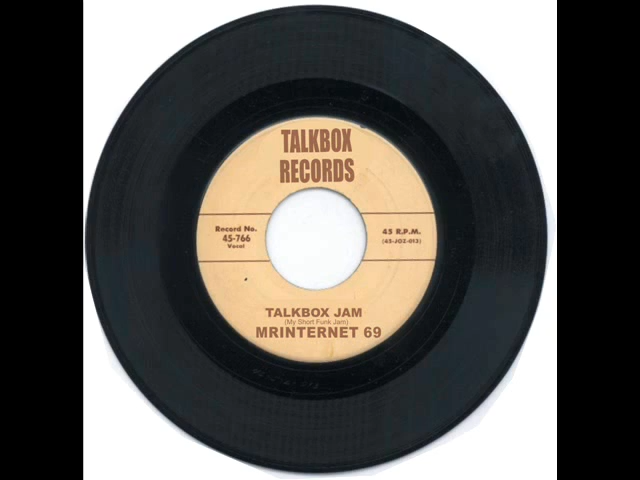 TALKBOX
RECORDS
Record No.
45-766
Vocal
45 R.P.M.
(45-JOZ-013)
TALKBOX JAM
(My Short Funk Jam)
MRINTERNET 69